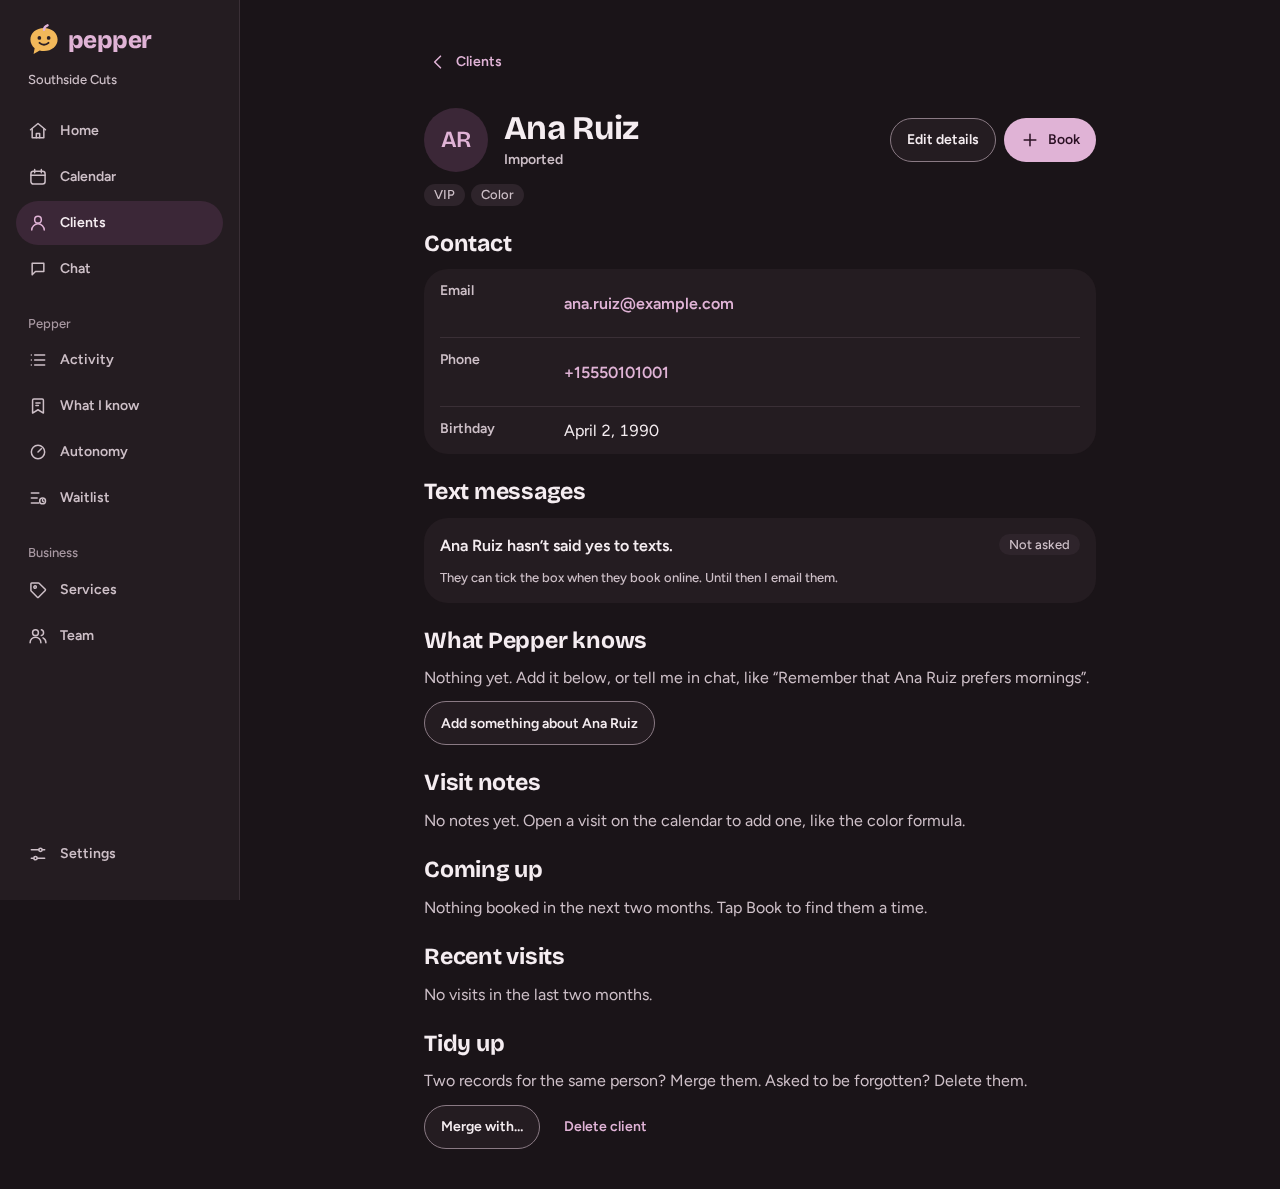 pepper
Southside Cuts
Home
Calendar
Clients
Chat
Pepper
Activity
What I know
Autonomy
Waitlist
Business
Services
Team
Settings
Clients
AR
Ana Ruiz
Imported
Edit details
Book
VIP
Color
Contact
Email
ana.ruiz@example.com
Phone
+15550101001
Birthday
April 2, 1990
Text messages
Ana Ruiz hasn’t said yes to texts.
Not asked
They can tick the box when they book online. Until then I email them.
What Pepper knows
Nothing yet. Add it below, or tell me in chat, like “Remember that Ana Ruiz prefers mornings”.
Add something about Ana Ruiz
Visit notes
No notes yet. Open a visit on the calendar to add one, like the color formula.
Coming up
Nothing booked in the next two months. Tap Book to find them a time.
Recent visits
No visits in the last two months.
Tidy up
Two records for the same person? Merge them. Asked to be forgotten? Delete them.
Merge with…
Delete client